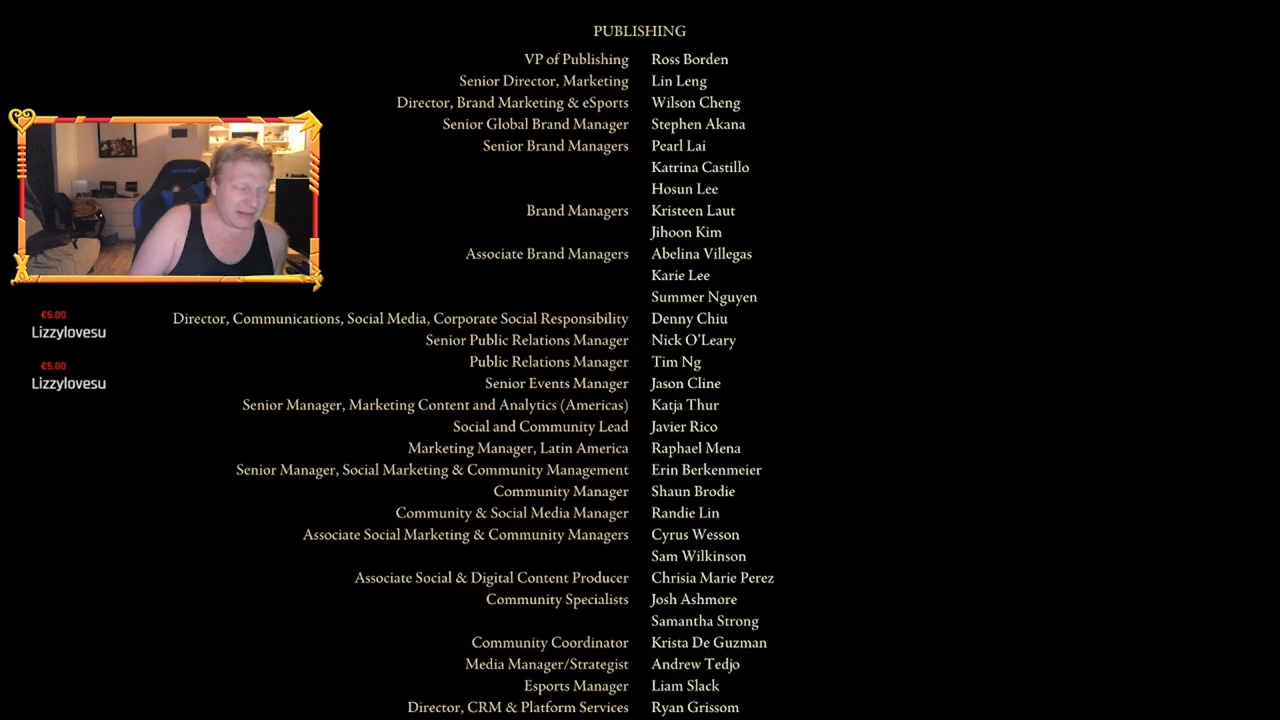 PUBLISHING
VP of Publishing Ross Borden
Senior Director, Marketing Lin Leng
Director, Brand Marketing & eSports Wilson Cheng
Senior Global Brand Manager Stephen Akana
Senior Brand Managers Pearl Lai
Katrina Castillo
Hosun Lee
Brand Managers Kristeen Laut
Jihoon Kim
Associate Brand Managers Abelina Villegas
Karie Lee
Summer Nguyen
€5.00
Lizzylovesu
€5.00
Lizzylovesu
Director, Communications, Social Media, Corporate Social Responsibility Denny Chiu
Senior Public Relations Manager Nick O'Leary
Public Relations Manager Tim Ng
Senior Events Manager Jason Cline
Senior Manager, Marketing Content and Analytics (Americas) Katja Thur
Social and Community Lead Javier Rico
Marketing Manager, Latin America Raphael Mena
Senior Manager, Social Marketing & Community Management Erin Berkenmeier
Community Manager Shaun Brodie
Community & Social Media Manager Randie Lin
Associate Social Marketing & Community Managers Cyrus Wesson
Sam Wilkinson
Associate Social & Digital Content Producer Chrisia Marie Perez
Community Specialists Josh Ashmore
Samantha Strong
Community Coordinator Krista De Guzman
Media Manager/Strategist Andrew Tedjo
Esports Manager Liam Slack
Director, CRM & Platform Services Ryan Grissom